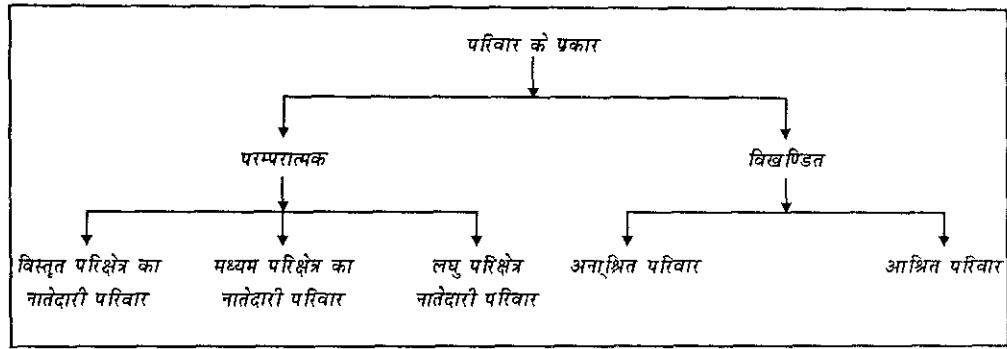 परिवार के प्रकार
परम्परात्मक विखण्डित
विस्तृत परिक्षेत्र का मध्यम परिक्षेत्र का लघु परिक्षेत्र अनाश्रित परिवार आश्रित परिवार
नातेदारी परिवार नातेदारी परिवार नातेदारी परिवार